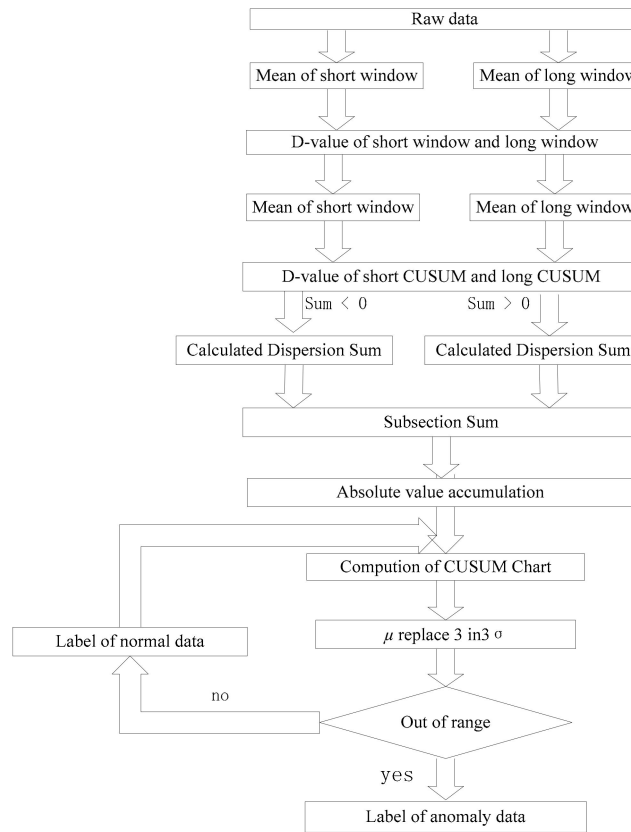 Raw data
Mean of short window
Mean of long window
D-value of short window and long window
Mean of short window
Mean of long window
D-value of short CUSUM and long CUSUM
Sum < 0
Sum > 0
Calculated Dispersion Sum
Calculated Dispersion Sum
Subsection Sum
Absolute value accumulation
Compution of CUSUM Chart
μ replace 3 in3 σ
Label of normal data
no
Out of range
yes
Label of anomaly data